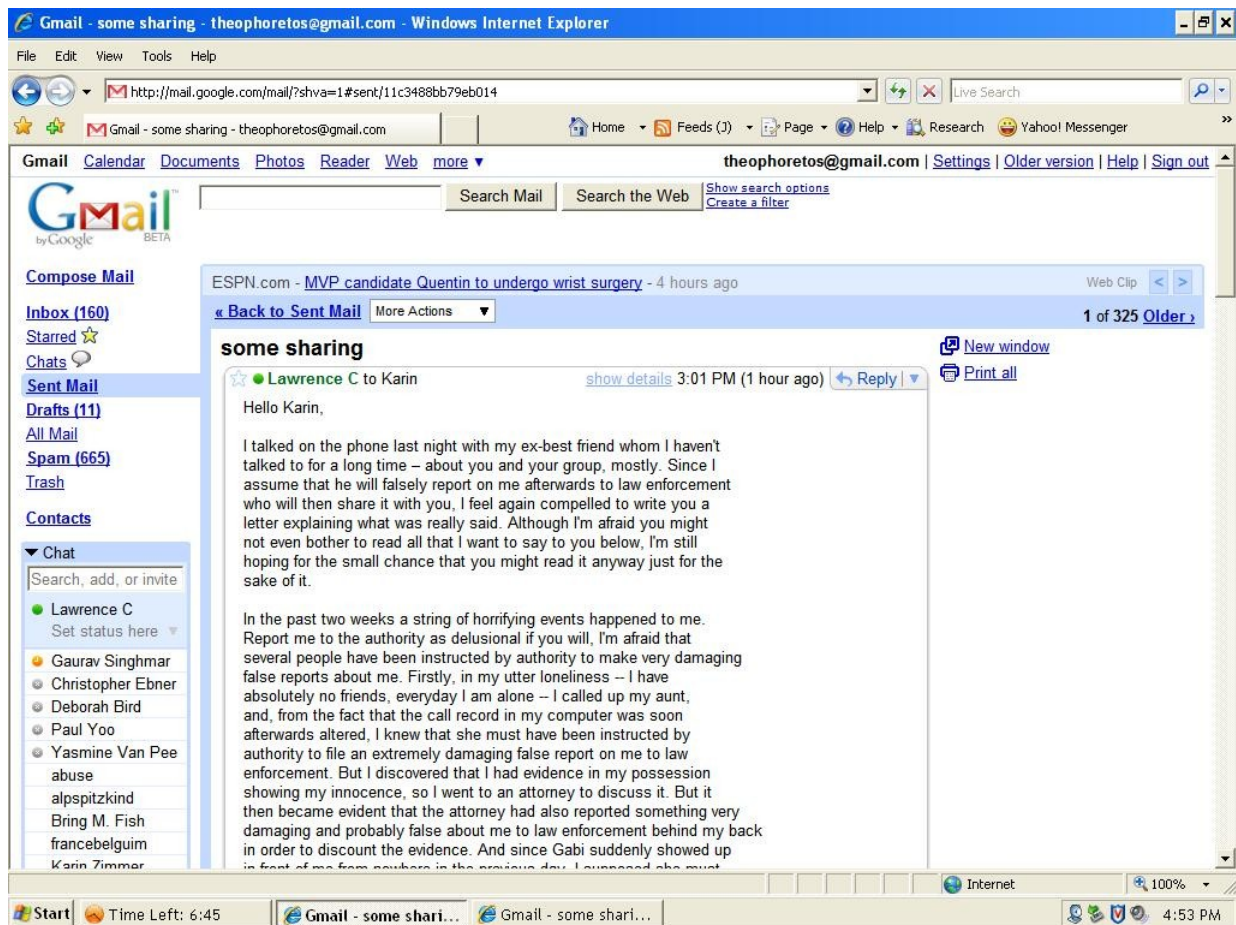 Gmail - some sharing - theophoretos@gmail.com - Windows Internet Explorer
File Edit View Tools Help
http://mail.google.com/mail/?shva=1#sent/11c3488bb79eb014 Live Search
Gmail - some sharing - theophoretos@gmail.com Home Feeds (J) Page Help Research Yahoo! Messenger »
Gmail Calendar Documents Photos Reader Web more ▼ theophoretos@gmail.com | Settings | Older version | Help | Sign out
Gmail by Google BETA
Search Mail Search the Web Show search options
Create a filter
Compose Mail
Inbox (160)
Starred
Chats
Sent Mail
Drafts (11)
All Mail
Spam (665)
Trash
Contacts
Chat
Search, add, or invite
Lawrence C
Set status here
Gaurav Singhmar
Christopher Ebner
Deborah Bird
Paul Yoo
Yasmine Van Pee
abuse
alpspitzkind
Bring M. Fish
francebelguim
Karin Zimmer
ESPN.com - MVP candidate Quentin to undergo wrist surgery - 4 hours ago Web Clip < >
« Back to Sent Mail More Actions ▼ 1 of 325 Older ›
some sharing
New window
Print all
Lawrence C to Karin show details 3:01 PM (1 hour ago) Reply
Hello Karin,
I talked on the phone last night with my ex-best friend whom I haven't
talked to for a long time – about you and your group, mostly. Since I
assume that he will falsely report on me afterwards to law enforcement
who will then share it with you, I feel again compelled to write you a
letter explaining what was really said. Although I'm afraid you might
not even bother to read all that I want to say to you below, I'm still
hoping for the small chance that you might read it anyway just for the
sake of it.
In the past two weeks a string of horrifying events happened to me.
Report me to the authority as delusional if you will, I'm afraid that
several people have been instructed by authority to make very damaging
false reports about me. Firstly, in my utter loneliness -- I have
absolutely no friends, everyday I am alone -- I called up my aunt,
and, from the fact that the call record in my computer was soon
afterwards altered, I knew that she must have been instructed by
authority to file an extremely damaging false report on me to law
enforcement. But I discovered that I had evidence in my possession
showing my innocence, so I went to an attorney to discuss it. But it
then became evident that the attorney had also reported something very
damaging and probably false about me to law enforcement behind my back
in order to discount the evidence. And since Gabi suddenly showed up
in front of me from nowhere in the previous day, I supposed she must
Internet 100%
Start Time Left: 6:45 Gmail - some shari... Gmail - some shari... 4:53 PM